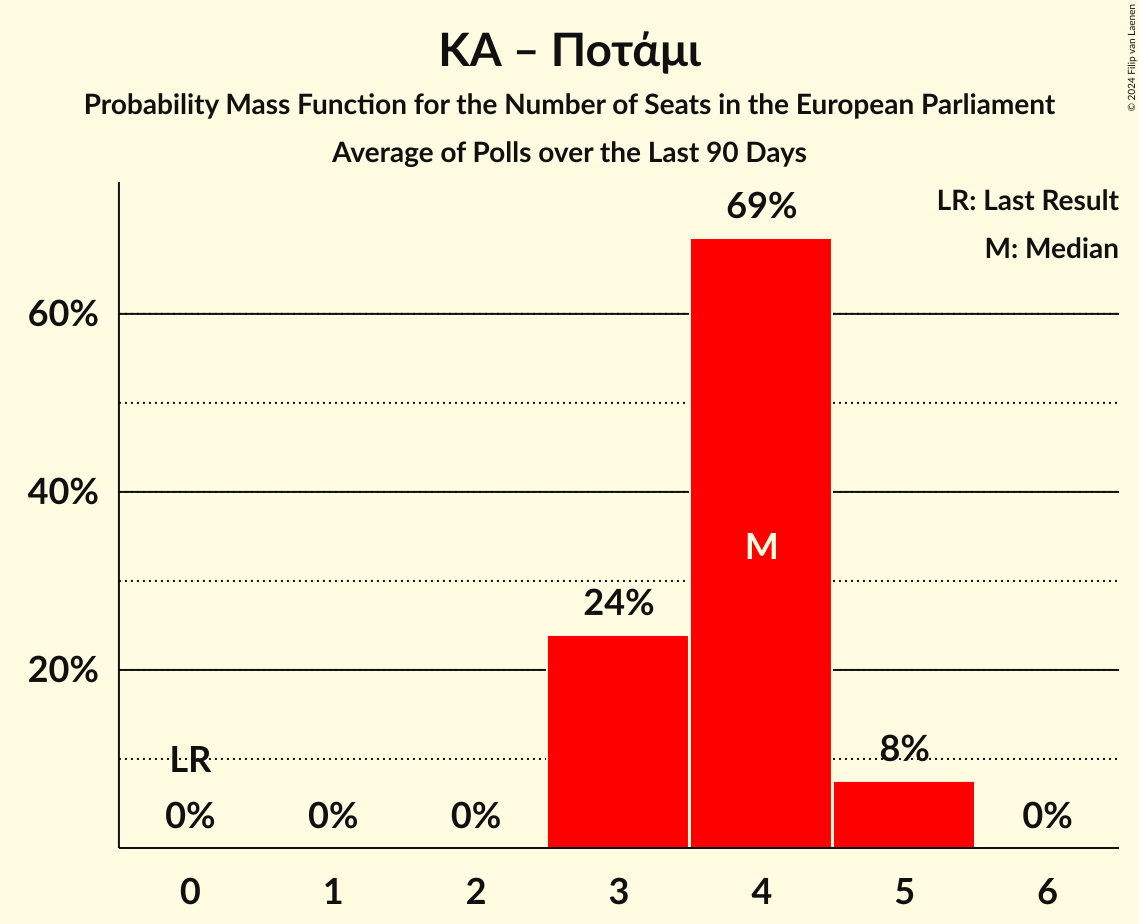 ΚΑ – Ποτάμι
Probability Mass Function for the Number of Seats in the European Parliament
Average of Polls over the Last 90 Days
© 2024 Filip van Laenen
LR: Last Result
M: Median
69%
60%
40%
M
24%
20%
LR
8%
0% 0% 0% 0%
0 1 2 3 4 5 6